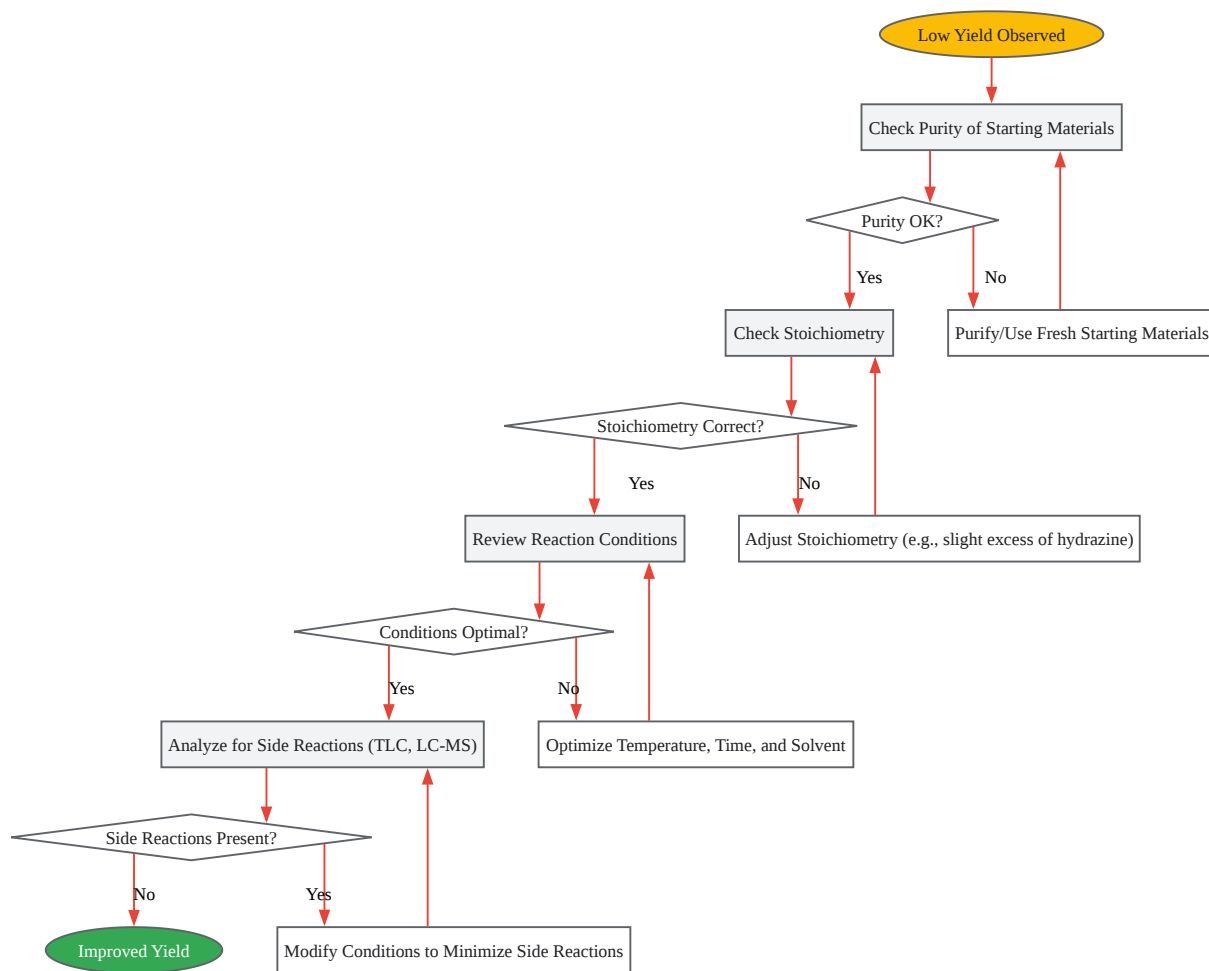 Low Yield Observed
Check Purity of Starting Materials
Purity OK?
Yes
No
Check Stoichiometry
Purify/Use Fresh Starting Materials
Stoichiometry Correct?
Yes
No
Review Reaction Conditions
Adjust Stoichiometry (e.g., slight excess of hydrazine)
Conditions Optimal?
Yes
No
Analyze for Side Reactions (TLC, LC-MS)
Optimize Temperature, Time, and Solvent
Side Reactions Present?
No
Yes
Improved Yield
Modify Conditions to Minimize Side Reactions